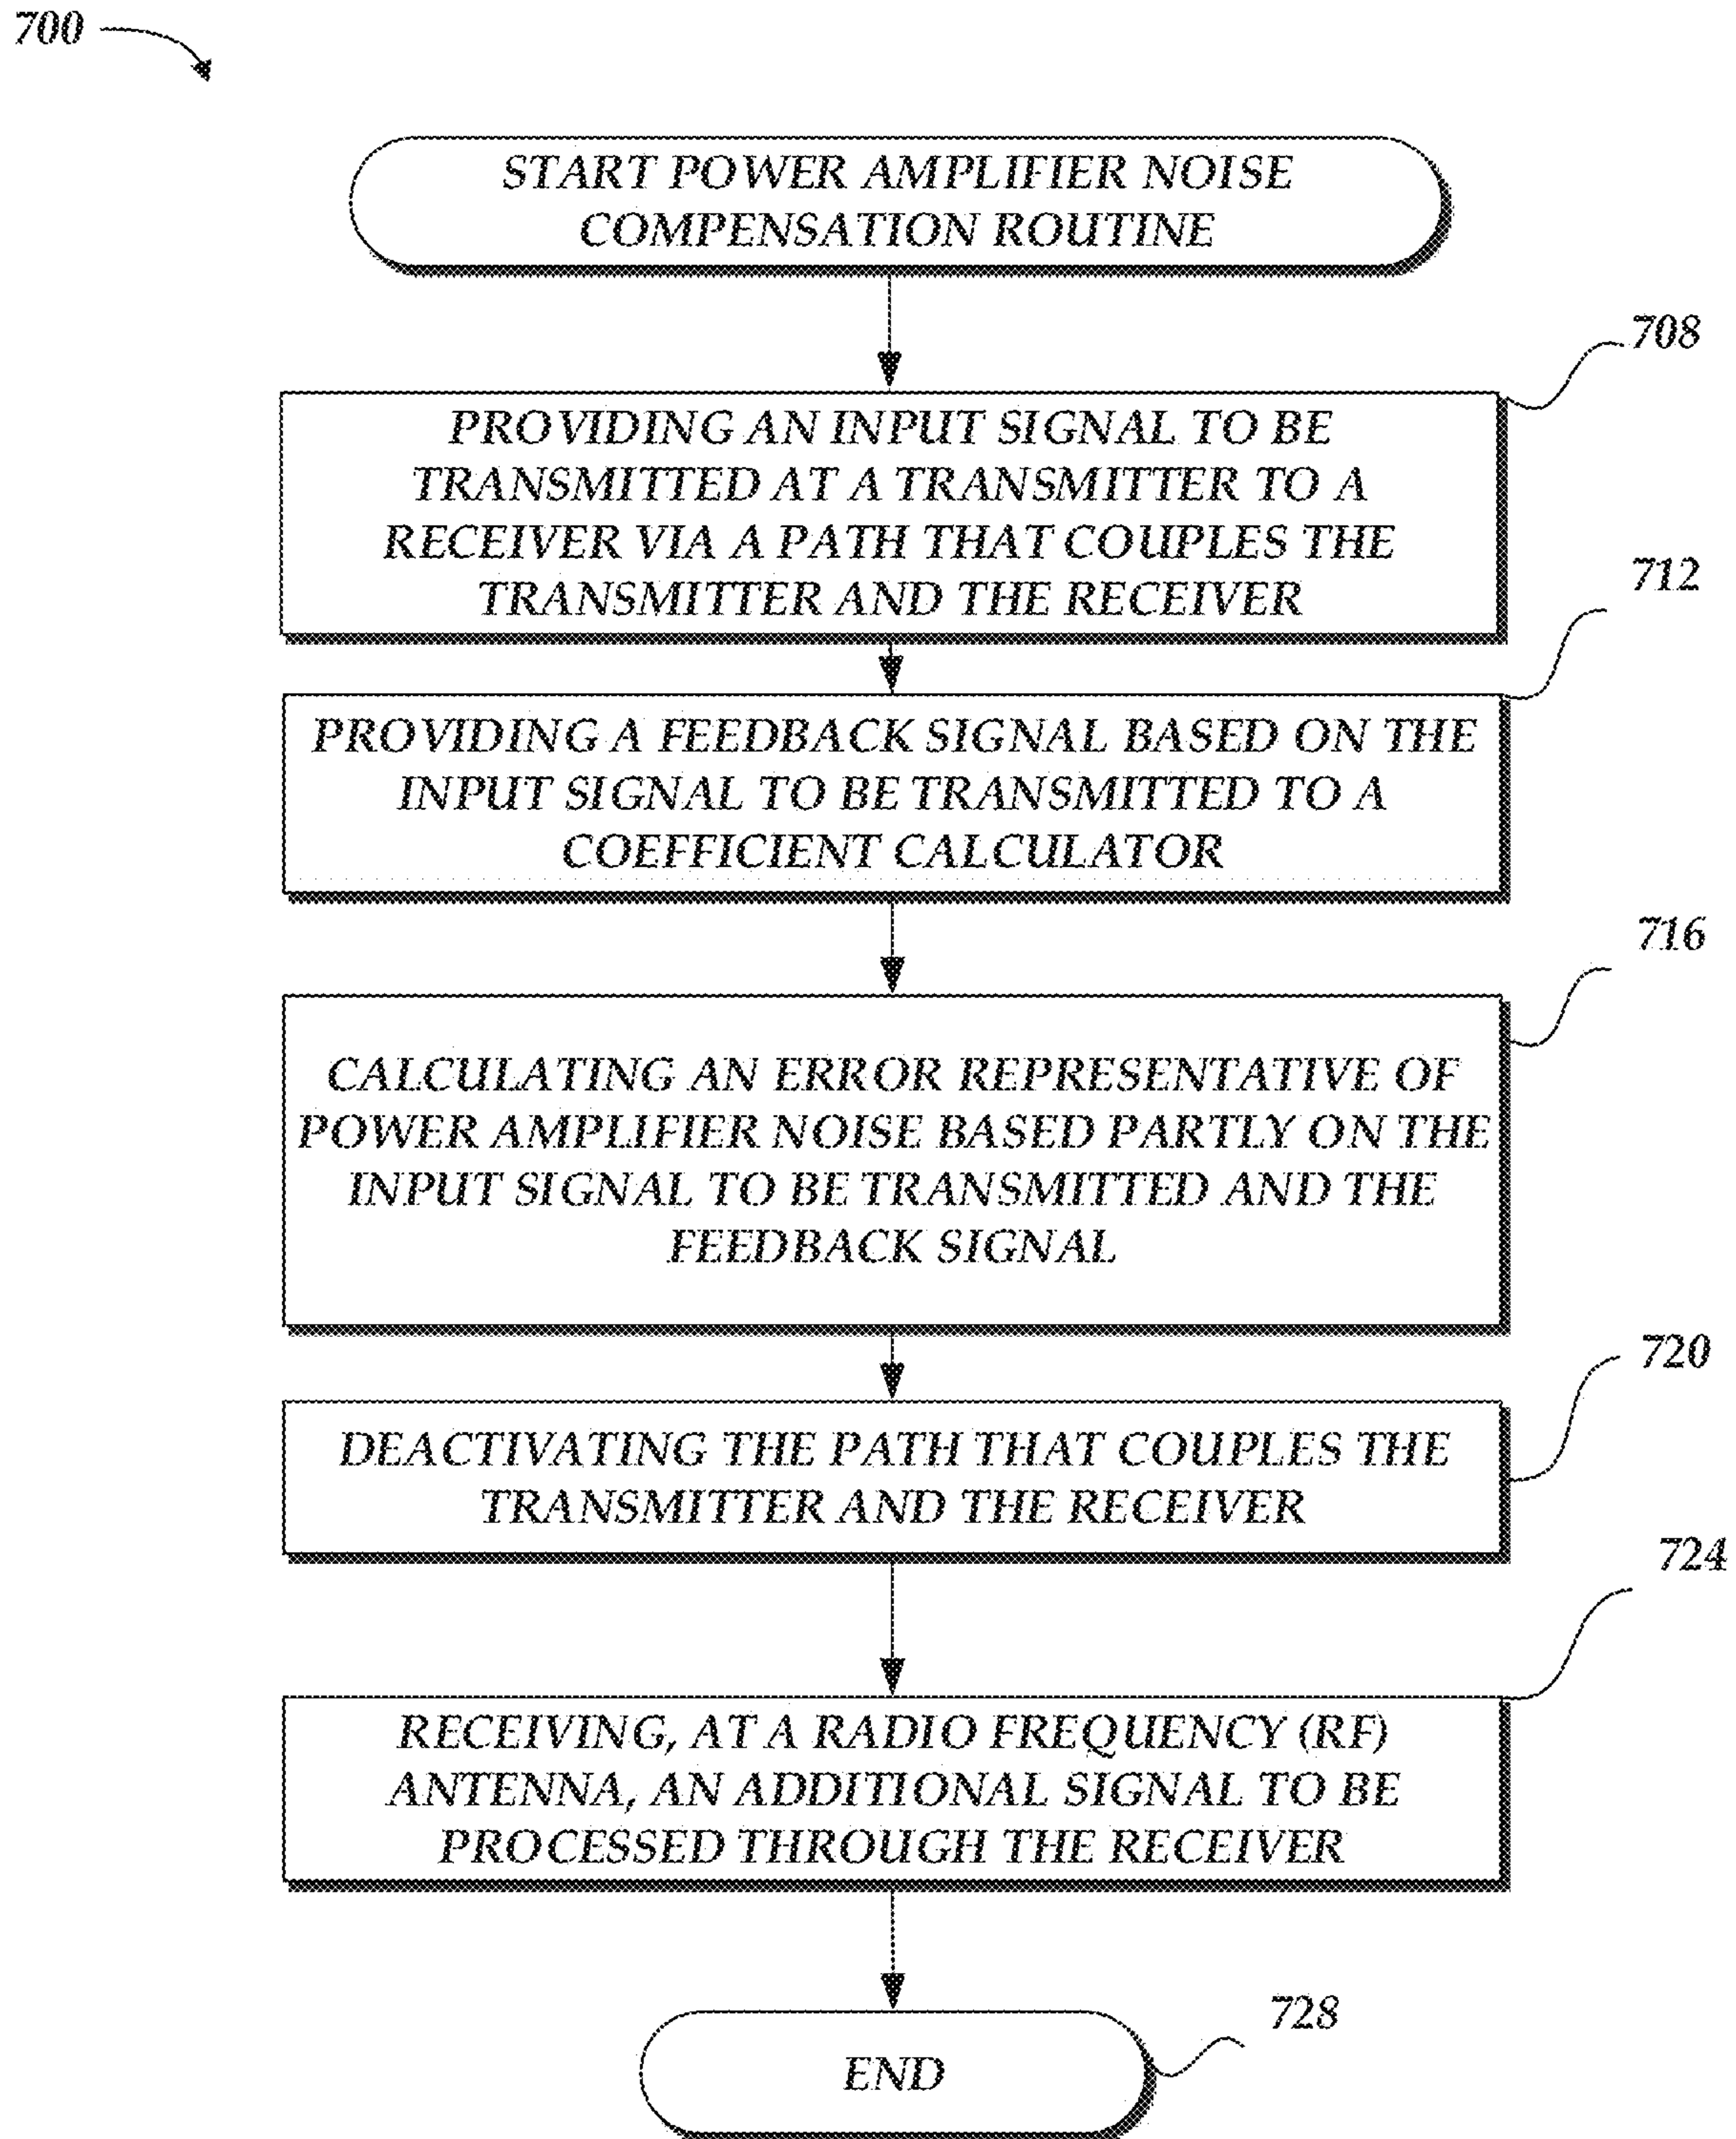 700
START POWER AMPLIFIER NOISE
COMPENSATION ROUTINE
708
PROVIDING AN INPUT SIGNAL TO BE
TRANSMITTED AT A TRANSMITTER TO A
RECEIVER VIA A PATH THAT COUPLES THE
TRANSMITTER AND THE RECEIVER
712
PROVIDING A FEEDBACK SIGNAL BASED ON THE
INPUT SIGNAL TO BE TRANSMITTED TO A
COEFFICIENT CALCULATOR
716
CALCULATING AN ERROR REPRESENTATIVE OF
POWER AMPLIFIER NOISE BASED PARTLY ON THE
INPUT SIGNAL TO BE TRANSMITTED AND THE
FEEDBACK SIGNAL
720
DEACTIVATING THE PATH THAT COUPLES THE
TRANSMITTER AND THE RECEIVER
724
RECEIVING, AT A RADIO FREQUENCY (RF)
ANTENNA, AN ADDITIONAL SIGNAL TO BE
PROCESSED THROUGH THE RECEIVER
728
END